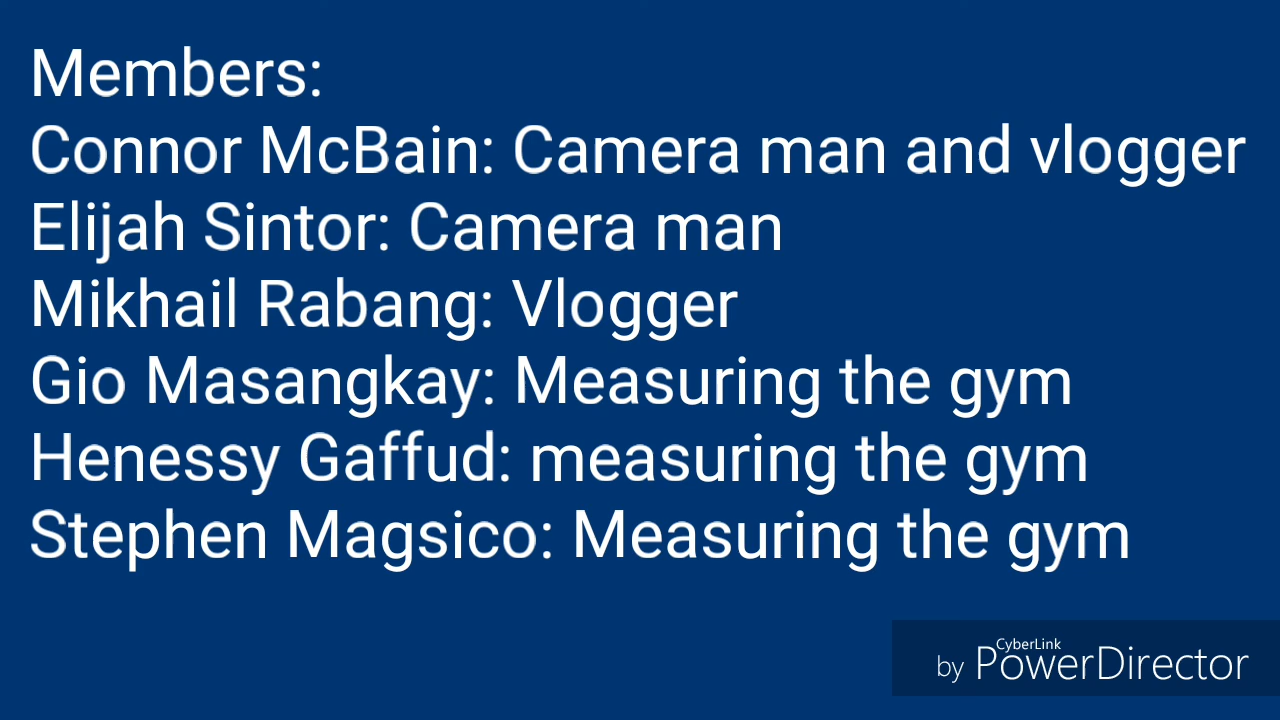 Members:
Connor McBain: Camera man and vlogger
Elijah Sintor: Camera man
Mikhail Rabang: Vlogger
Gio Masangkay: Measuring the gym
Henessy Gaffud: measuring the gym
Stephen Magsico: Measuring the gym
CyberLink
by PowerDirector